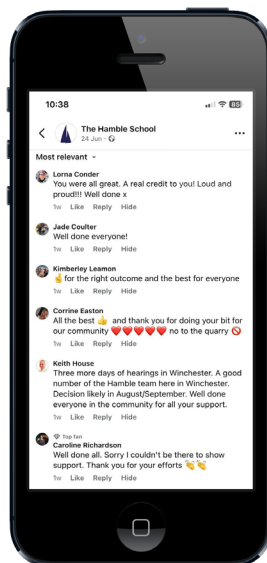 10:38
86
The Hamble School
24 Jun ·
Most relevant
Lorna Conder
You were all great. A real credit to you! Loud and
proud!!! Well done x
1w Like Reply Hide
Jade Coulter
Well done everyone!
1w Like Reply Hide
Kimberley Leamon
🤞for the right outcome and the best for everyone
1w Like Reply Hide
Corrine Easton
All the best 👍 and thank you for doing your bit for
our community ❤️❤️❤️❤️❤️ no to the quarry 🚫
1w Like Reply Hide
Keith House
Three more days of hearings in Winchester. A good
number of the Hamble team here in Winchester.
Decision likely in August/September. Well done
everyone in the community for all your support.
1w Like Reply Hide
Top fan
Caroline Richardson
Well done all. Sorry I couldn't be there to show
support. Thank you for your efforts 👏👏
1w Like Reply Hide